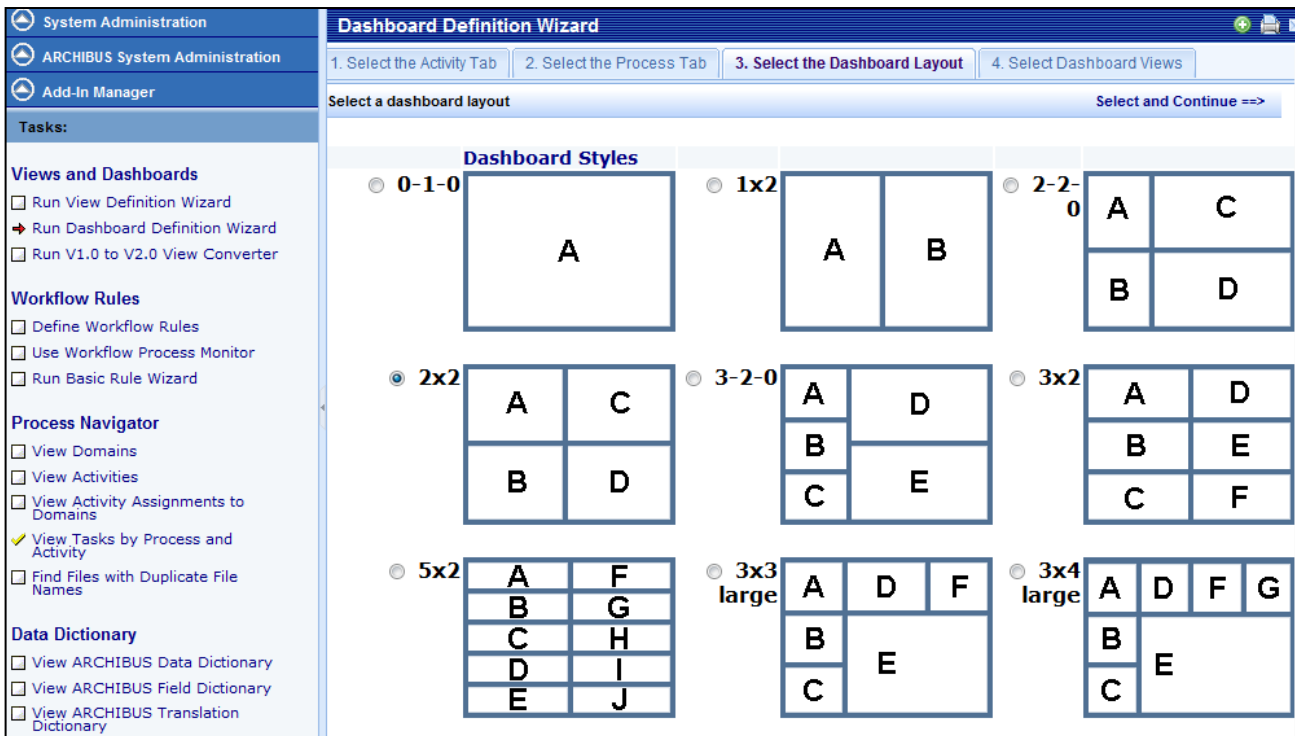 System Administration
ARCHIBUS System Administration
Add-In Manager
Tasks:
Views and Dashboards
Run View Definition Wizard
Run Dashboard Definition Wizard
Run V1.0 to V2.0 View Converter
Workflow Rules
Define Workflow Rules
Use Workflow Process Monitor
Run Basic Rule Wizard
Process Navigator
View Domains
View Activities
View Activity Assignments to
Domains
View Tasks by Process and
Activity
Find Files with Duplicate File
Names
Data Dictionary
View ARCHIBUS Data Dictionary
View ARCHIBUS Field Dictionary
View ARCHIBUS Translation
Dictionary
Dashboard Definition Wizard
1. Select the Activity Tab 2. Select the Process Tab 3. Select the Dashboard Layout 4. Select Dashboard Views
Select a dashboard layout Select and Continue ==>
Dashboard Styles
0-1-0
A
1x2
A B
2-2-
0
A C
B D
2x2
A C
B D
3-2-0
A D
B
C E
3x2
A D
B E
C F
5x2
A F
B G
C H
D I
E J
3x3
large
A D F
B
E
C
3x4
large
A D F G
B
E
C